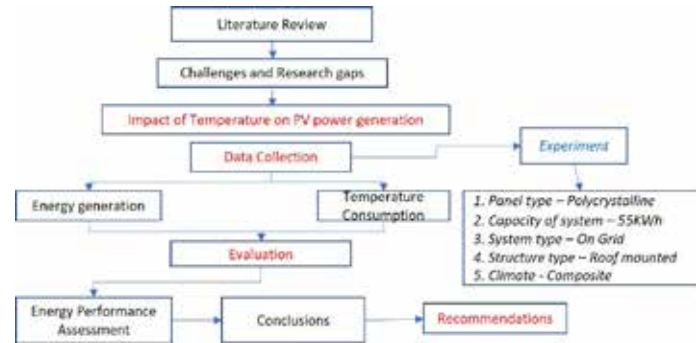 Literature Review
Challenges and Research gaps
Impact of Temperature on PV power generation
Data Collection
Experiment
Energy generation
Temperature
Consumption
1. Panel type – Polycrystalline
2. Capacity of system – 55KWh
3. System type – On Grid
4. Structure type – Roof mounted
5. Climate - Composite
Evaluation
Energy Performance
Assessment
Conclusions
Recommendations